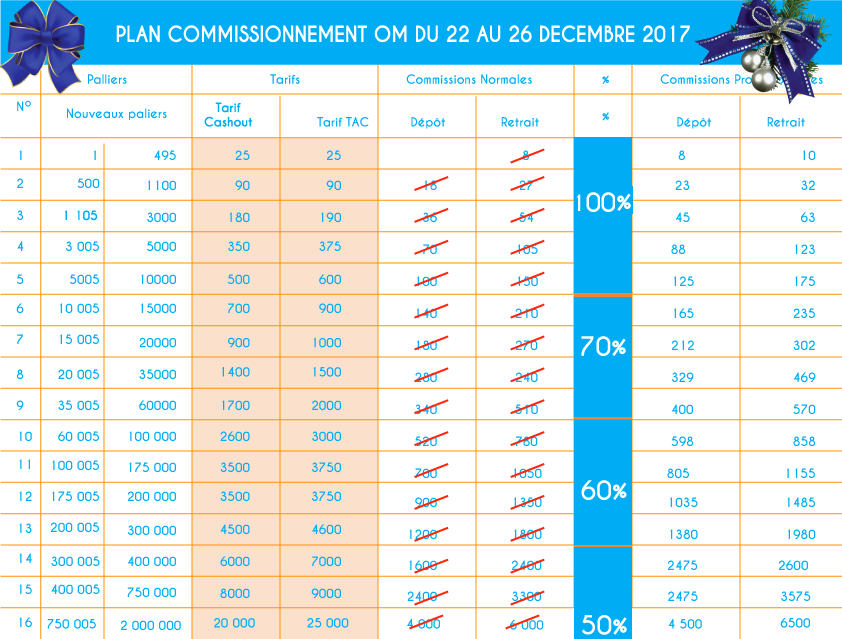 PLAN COMMISSIONNEMENT OM DU 22 AU 26 DECEMBRE 2017
Palliers Tarifs Commissions Normales % Commissions
N° Nouveaux paliers Tarif Cashout Tarif TAC Dépôt Retrait % Dépôt Retrait
1 1 495 25 25 8 8 10
2 500 1100 90 90 18 27 23 32
100%
3 1 105 3000 180 190 36 54 45 63
4 3 005 5000 350 375 70 105 88 123
5 5005 10000 500 600 100 150 125 175
6 10 005 15000 700 900 140 210 165 235
7 15 005 20000 900 1000 180 270 70% 212 302
8 20 005 35000 1400 1500 280 240 329 469
9 35 005 60000 1700 2000 340 510 400 570
10 60 005 100 000 2600 3000 520 780 598 858
11 100 005 175 000 3500 3750 700 1050 805 1155
12 175 005 200 000 3500 3750 900 1350 60% 1035 1485
13 200 005 300 000 4500 4600 1200 1800 1380 1980
14 300 005 400 000 6000 7000 1600 2400 2475 2600
15 400 005 750 000 8000 9000 2400 3300 2475 3575
16 750 005 2 000 000 20 000 25 000 4 000 6 000 50% 4 500 6500